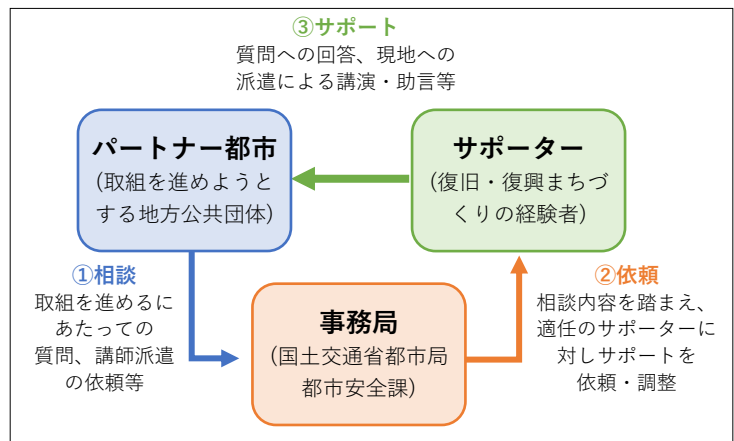 ③サポート
質問への回答、現地への
派遣による講演・助言等
パートナー都市
(取組を進めようと
する地方公共団体)
サポーター
(復旧・復興まちづ
くりの経験者)
①相談
取組を進めるに
あたっての
質問、講師派遣
の依頼等
事務局
(国土交通省都市局
都市安全課)
②依頼
相談内容を踏まえ、
適任のサポーターに
対しサポートを
依頼・調整